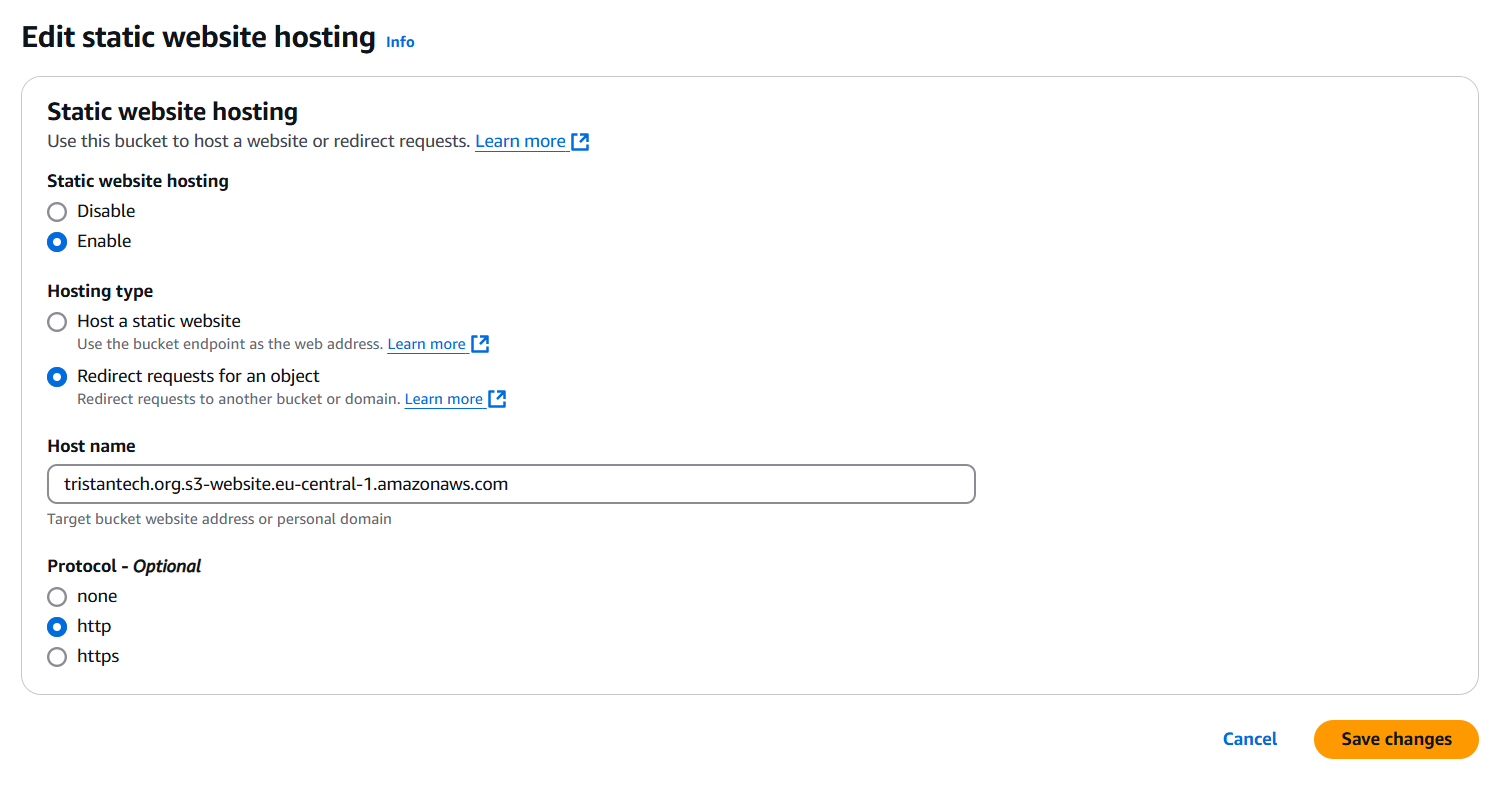 Edit static website hosting Info
Static website hosting
Use this bucket to host a website or redirect requests. Learn more
Static website hosting
Disable
Enable
Hosting type
Host a static website
Use the bucket endpoint as the web address. Learn more
Redirect requests for an object
Redirect requests to another bucket or domain. Learn more
Host name
tristantech.org.s3-website.eu-central-1.amazonaws.com
Target bucket website address or personal domain
Protocol - Optional
none
http
https
Cancel Save changes